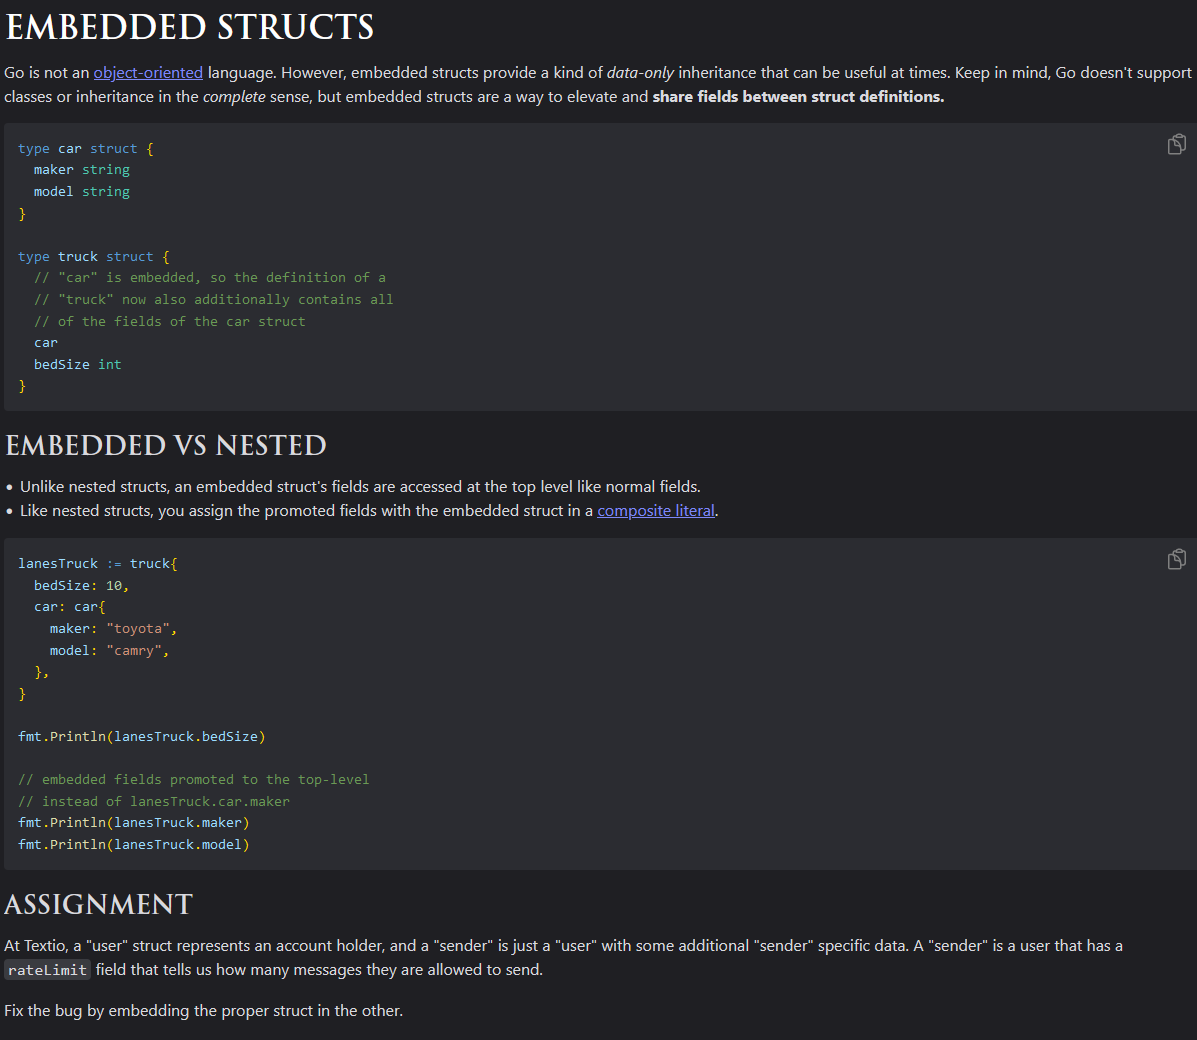 EMBEDDED STRUCTS
Go is not an object-oriented language. However, embedded structs provide a kind of data-only inheritance that can be useful at times. Keep in mind, Go doesn't support
classes or inheritance in the complete sense, but embedded structs are a way to elevate and share fields between struct definitions.
type car struct {
  maker string
  model string
}
type truck struct {
  // "car" is embedded, so the definition of a
  // "truck" now also additionally contains all
  // of the fields of the car struct
  car
  bedSize int
}
EMBEDDED VS NESTED
• Unlike nested structs, an embedded struct's fields are accessed at the top level like normal fields.
• Like nested structs, you assign the promoted fields with the embedded struct in a composite literal.
lanesTruck := truck{
  bedSize: 10,
  car: car{
    maker: "toyota",
    model: "camry",
  },
}
fmt.Println(lanesTruck.bedSize)
// embedded fields promoted to the top-level
// instead of lanesTruck.car.maker
fmt.Println(lanesTruck.maker)
fmt.Println(lanesTruck.model)
ASSIGNMENT
At Textio, a "user" struct represents an account holder, and a "sender" is just a "user" with some additional "sender" specific data. A "sender" is a user that has a
rateLimit field that tells us how many messages they are allowed to send.
Fix the bug by embedding the proper struct in the other.